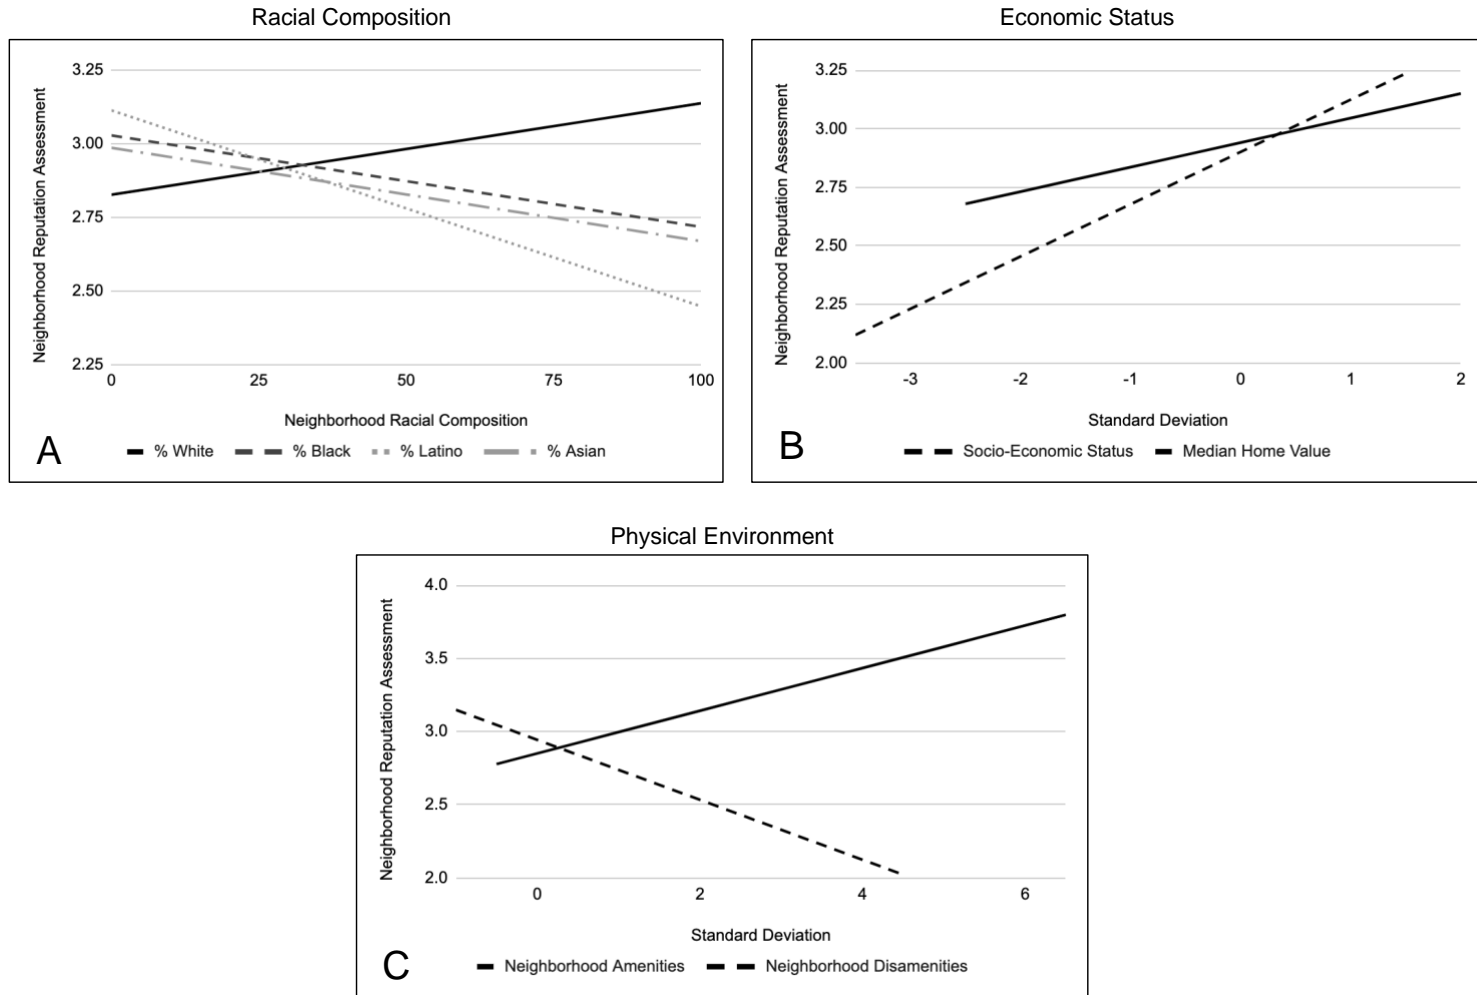 Racial Composition
Neighborhood Reputation Assessment
3.25
3.00
2.75
2.50
2.25
0 25 50 75 100
Neighborhood Racial Composition
A
% White % Black % Latino % Asian
Economic Status
Neighborhood Reputation Assessment
3.25
3.00
2.75
2.50
2.25
2.00
-3 -2 -1 0 1 2
Standard Deviation
B
Socio-Economic Status Median Home Value
Physical Environment
Neighborhood Reputation Assessment
4.0
3.5
3.0
2.5
2.0
0 2 4 6
Standard Deviation
C
Neighborhood Amenities Neighborhood Disamenities